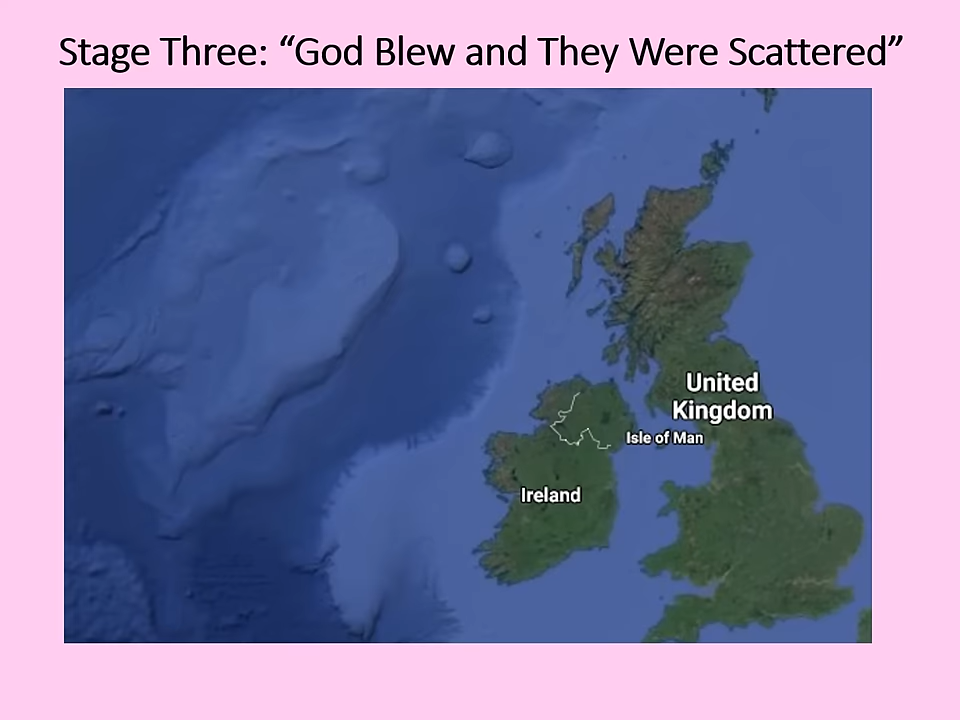 Stage Three: “God Blew and They Were Scattered”
United
Kingdom
Isle of Man
Ireland